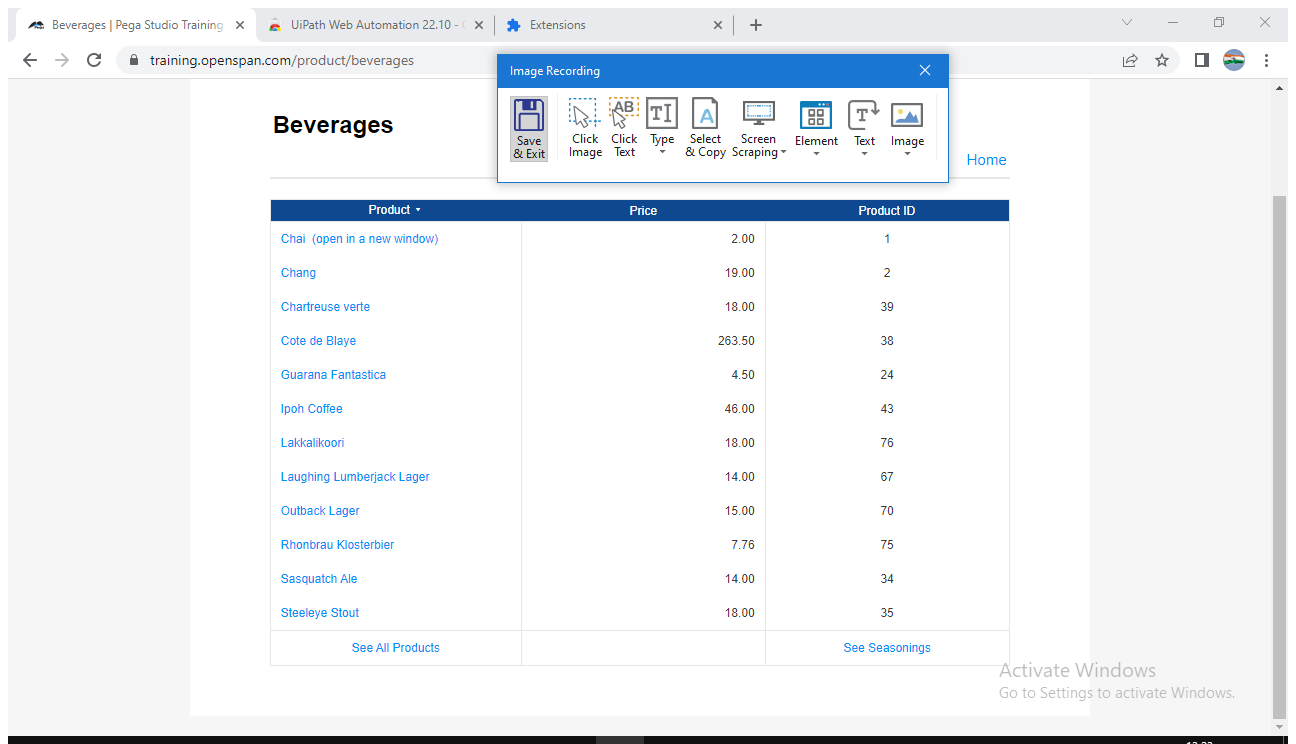 Beverages | Pega Studio Training
UiPath Web Automation 22.10 -
Extensions
training.openspan.com/product/beverages
Image Recording
Save & Exit
Click Image
Click Text
Type
Select & Copy
Screen Scraping
Element
Text
Image
Beverages
Home
Product Price Product ID
Chai (open in a new window) 2.00 1
Chang 19.00 2
Chartreuse verte 18.00 39
Cote de Blaye 263.50 38
Guarana Fantastica 4.50 24
Ipoh Coffee 46.00 43
Lakkalikoori 18.00 76
Laughing Lumberjack Lager 14.00 67
Outback Lager 15.00 70
Rhonbrau Klosterbier 7.76 75
Sasquatch Ale 14.00 34
Steeleye Stout 18.00 35
See All Products See Seasonings
Activate Windows
Go to Settings to activate Windows.